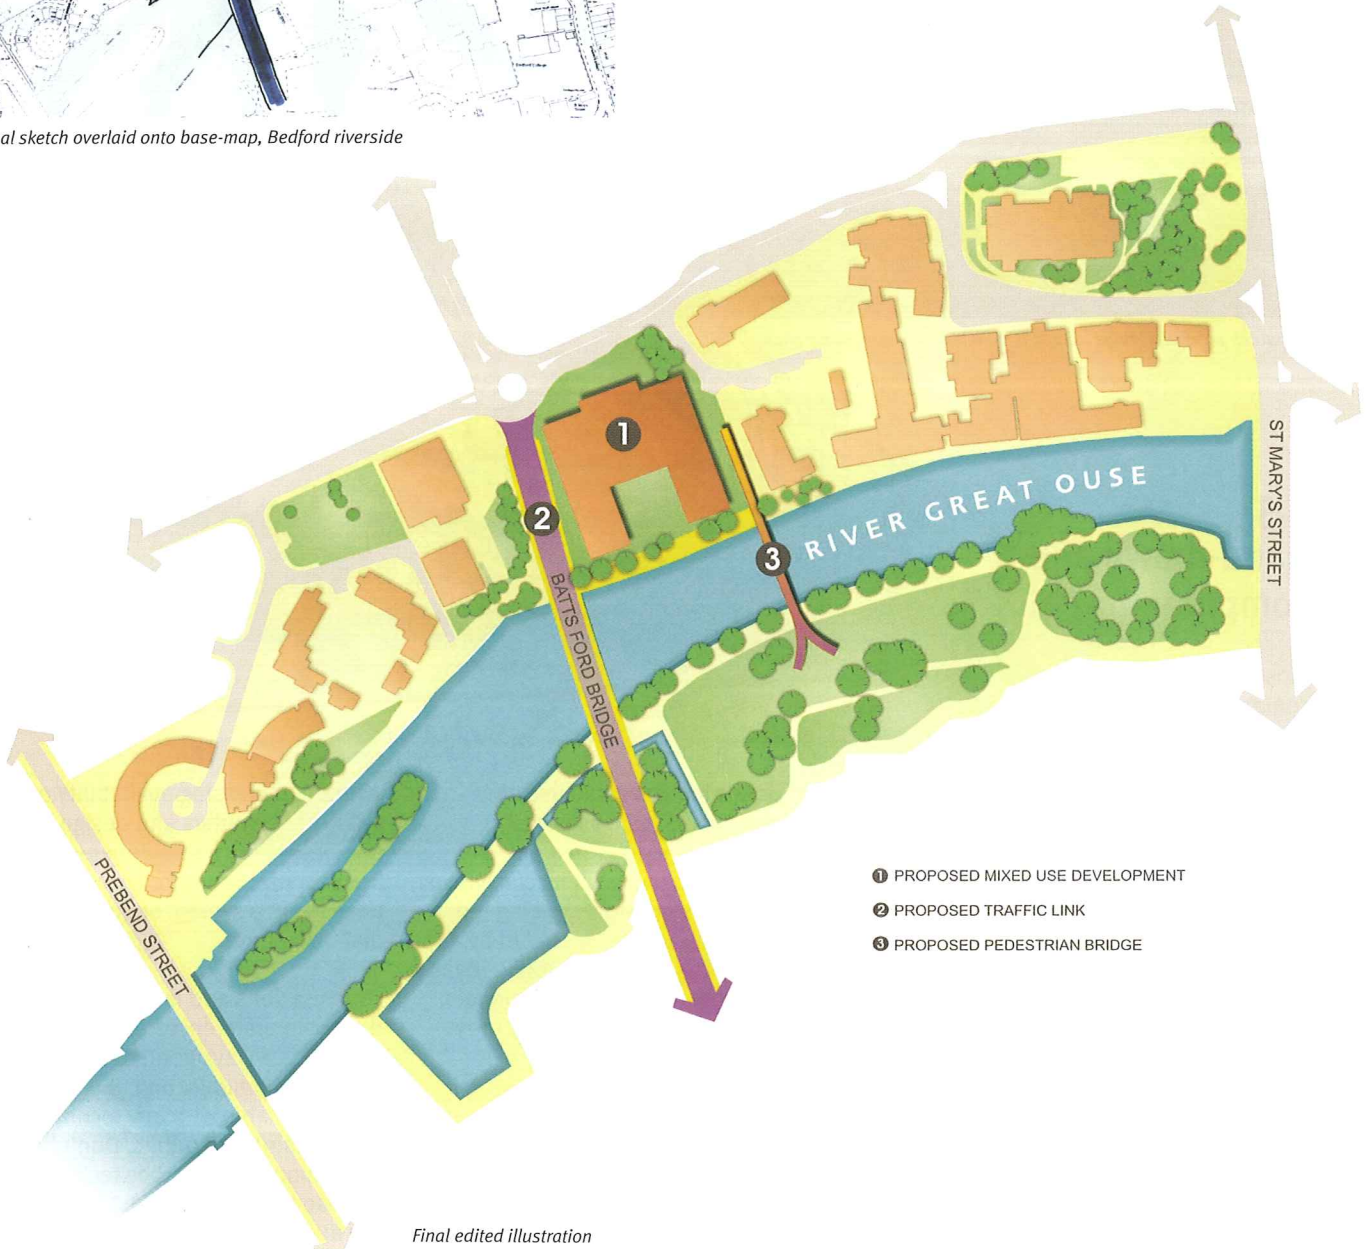 al sketch overlaid onto base-map, Bedford riverside
1
2
3
RIVER GREAT OUSE
ST MARY'S STREET
BATTS FORD BRIDGE
PREBEND STREET
1 PROPOSED MIXED USE DEVELOPMENT
2 PROPOSED TRAFFIC LINK
3 PROPOSED PEDESTRIAN BRIDGE
Final edited illustration